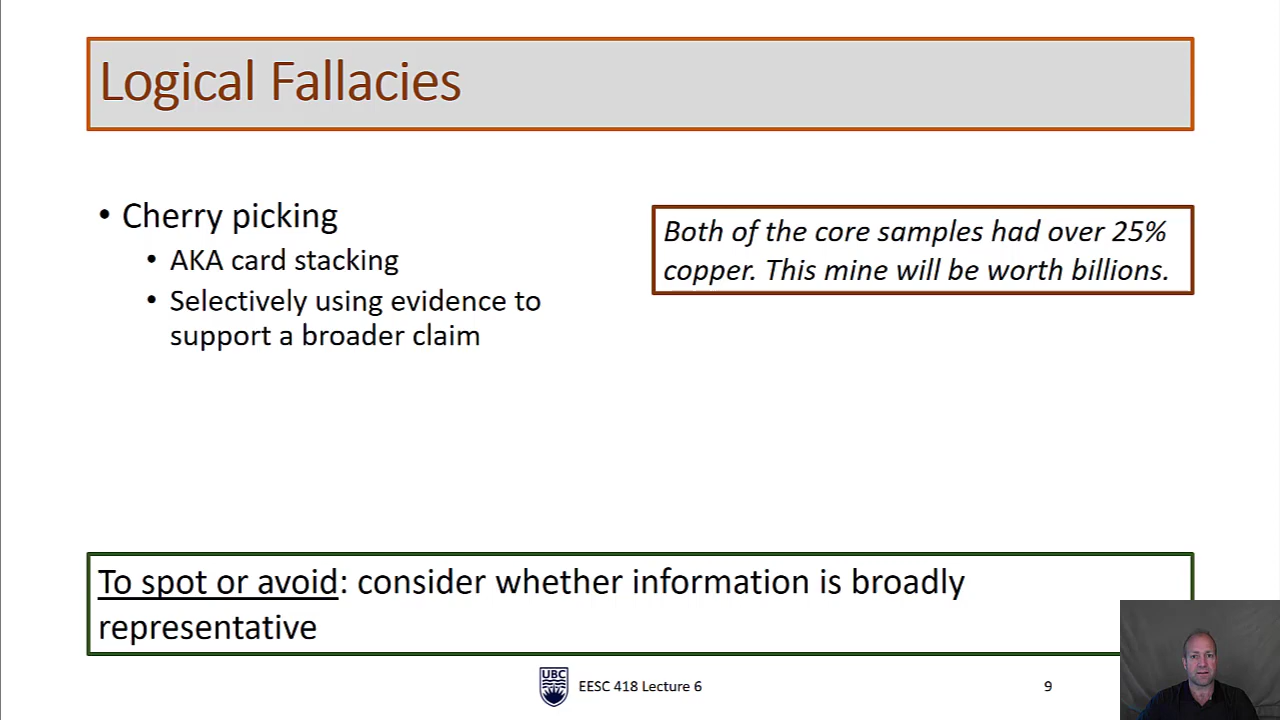 Logical Fallacies
• Cherry picking
• AKA card stacking
• Selectively using evidence to
support a broader claim
Both of the core samples had over 25%
copper. This mine will be worth billions.
To spot or avoid: consider whether information is broadly
representative
UBC
EESC 418 Lecture 6
9